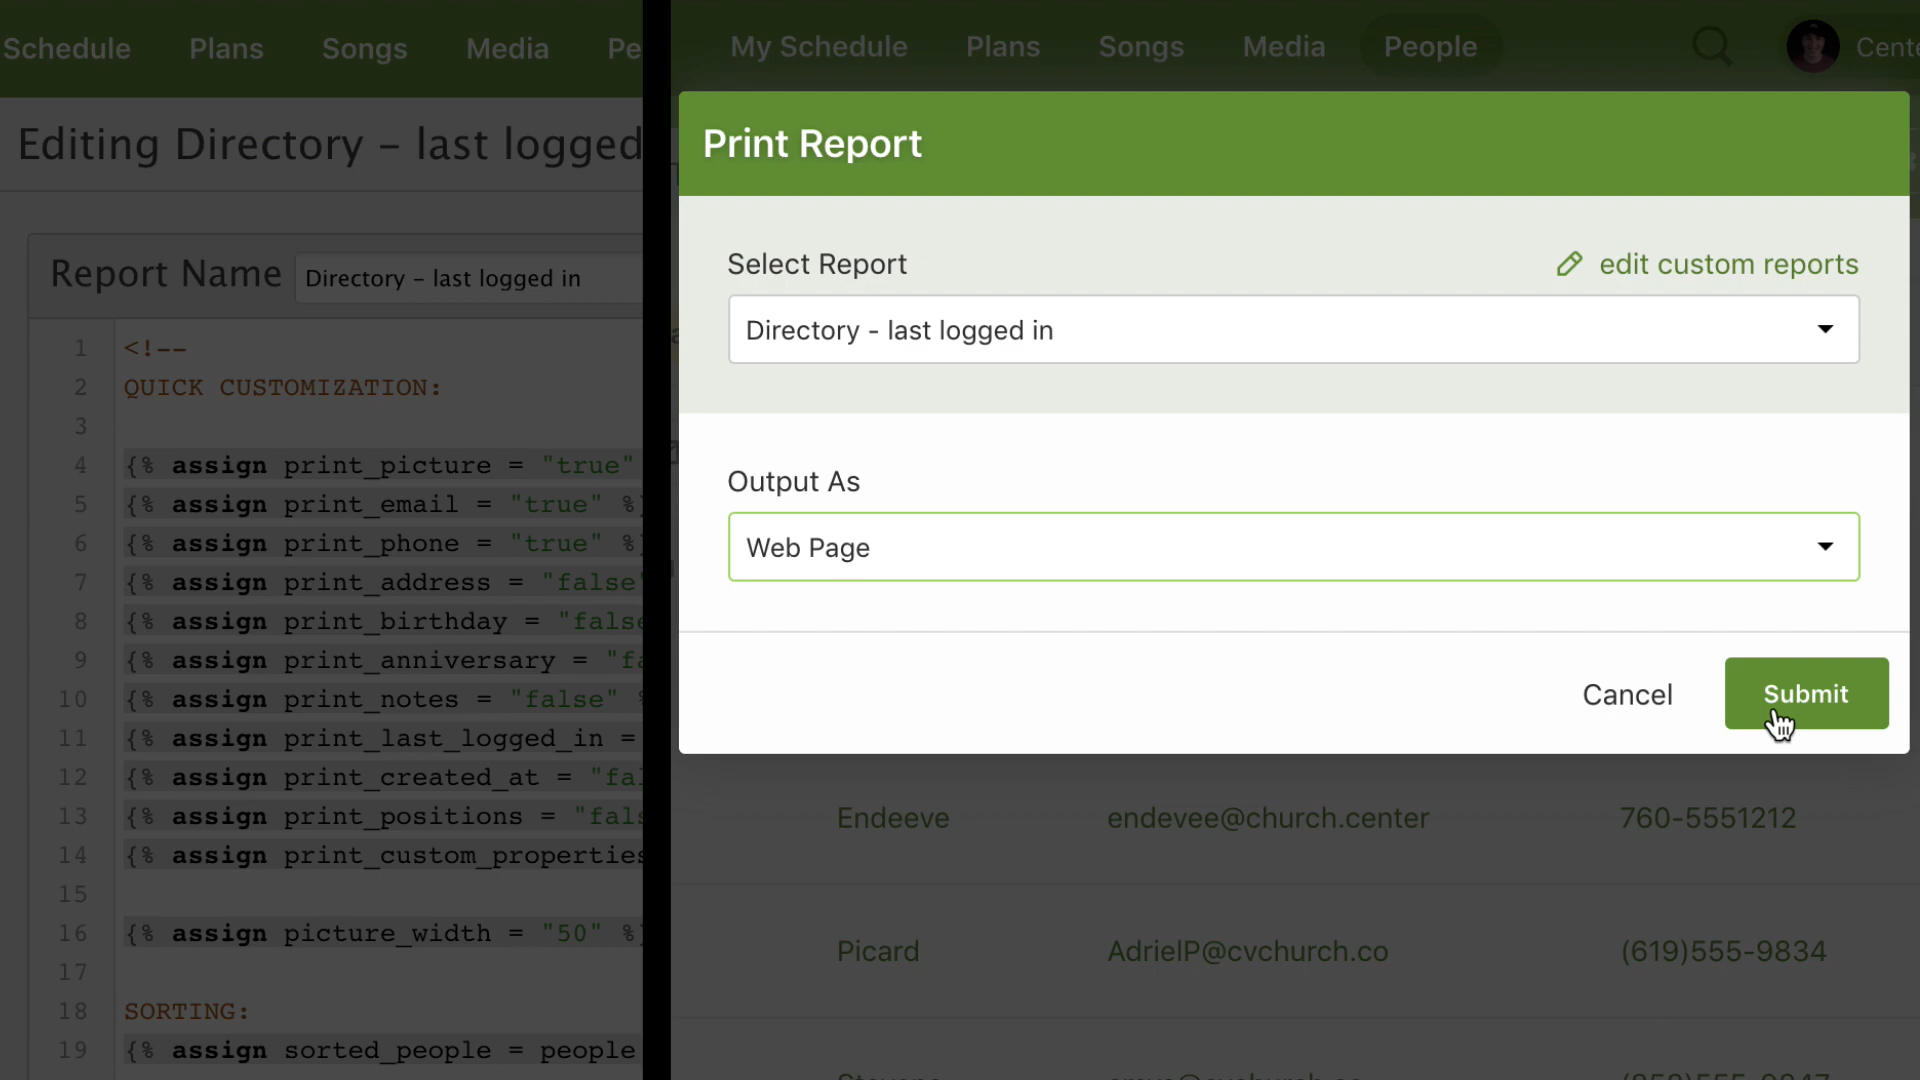 Schedule Plans Songs Media Pe
Editing Directory – last logged
Report Name Directory – last logged in
1 <!--
2 QUICK CUSTOMIZATION:
3
4 {% assign print_picture = "true"
5 {% assign print_email = "true" %
6 {% assign print_phone = "true" %
7 {% assign print_address = "false"
8 {% assign print_birthday = "false
9 {% assign print_anniversary = "fa
10 {% assign print_notes = "false" %
11 {% assign print_last_logged_in =
12 {% assign print_created_at = "fal
13 {% assign print_positions = "fals
14 {% assign print_custom_properties
15
16 {% assign picture_width = "50" %}
17
18 SORTING:
19 {% assign sorted_people = people
My Schedule Plans Songs Media People Cente
Print Report
Select Report edit custom reports
Directory - last logged in
Output As
Web Page
Cancel Submit
Endeeve endevee@church.center 760-5551212
Picard AdrielP@cvchurch.co (619)555-9834